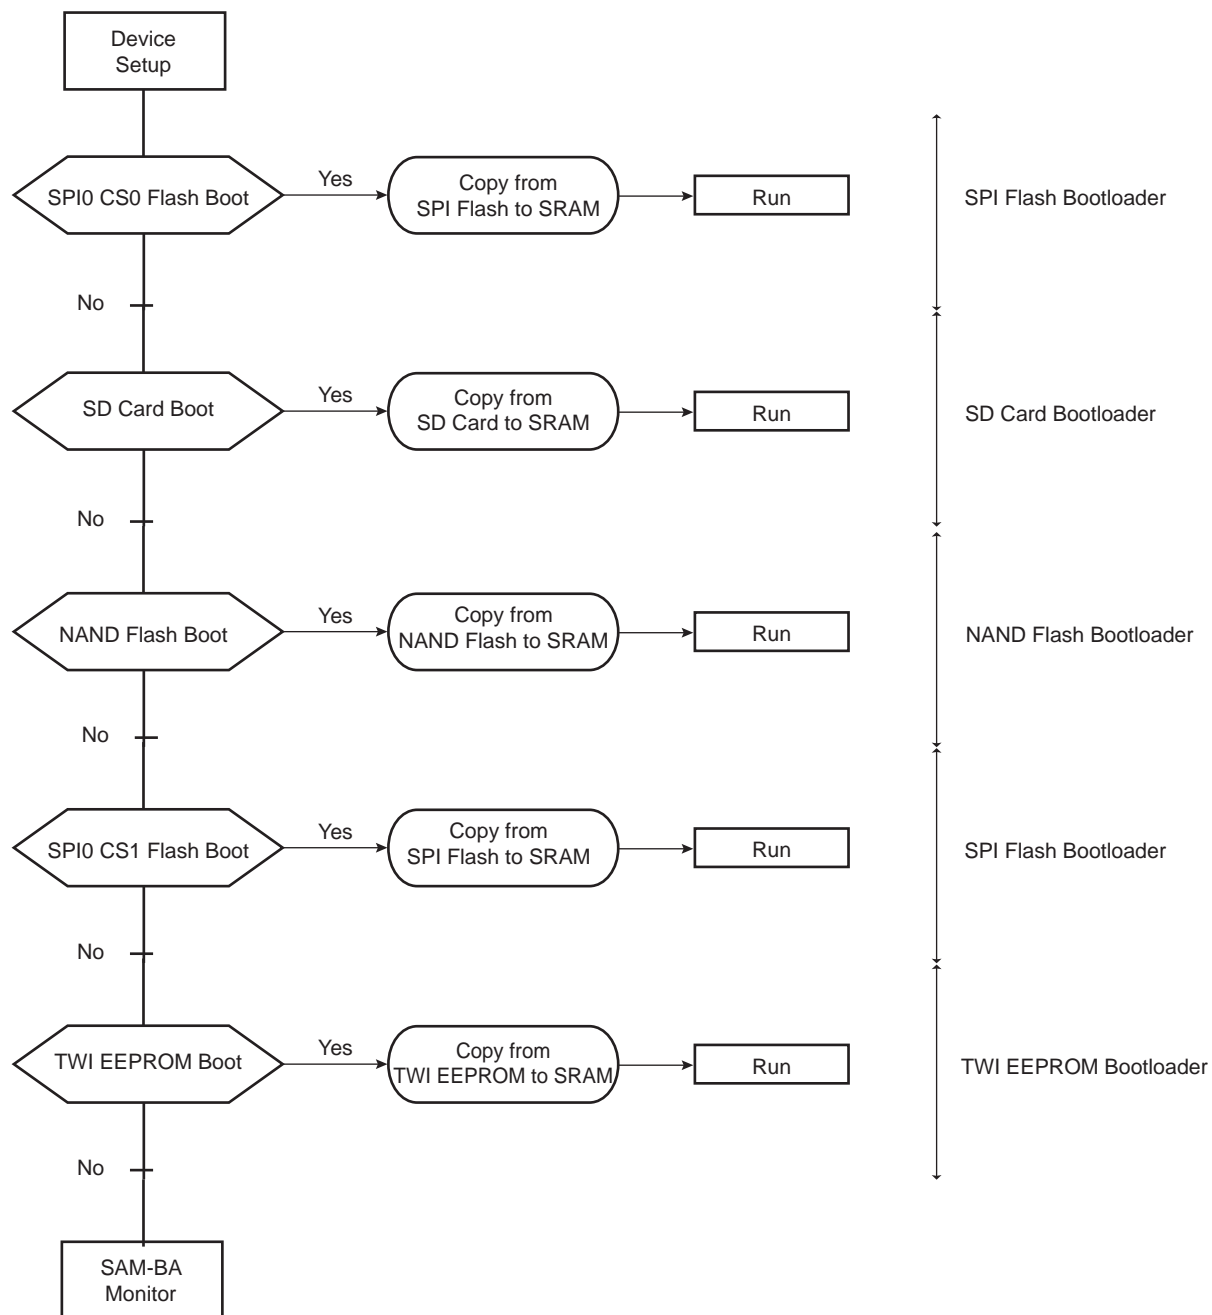 Device
Setup
SPI0 CS0 Flash Boot
Yes
Copy from
SPI Flash to SRAM
Run
SPI Flash Bootloader
No
SD Card Boot
Yes
Copy from
SD Card to SRAM
Run
SD Card Bootloader
No
NAND Flash Boot
Yes
Copy from
NAND Flash to SRAM
Run
NAND Flash Bootloader
No
SPI0 CS1 Flash Boot
Yes
Copy from
SPI Flash to SRAM
Run
SPI Flash Bootloader
No
TWI EEPROM Boot
Yes
Copy from
TWI EEPROM to SRAM
Run
TWI EEPROM Bootloader
No
SAM-BA
Monitor